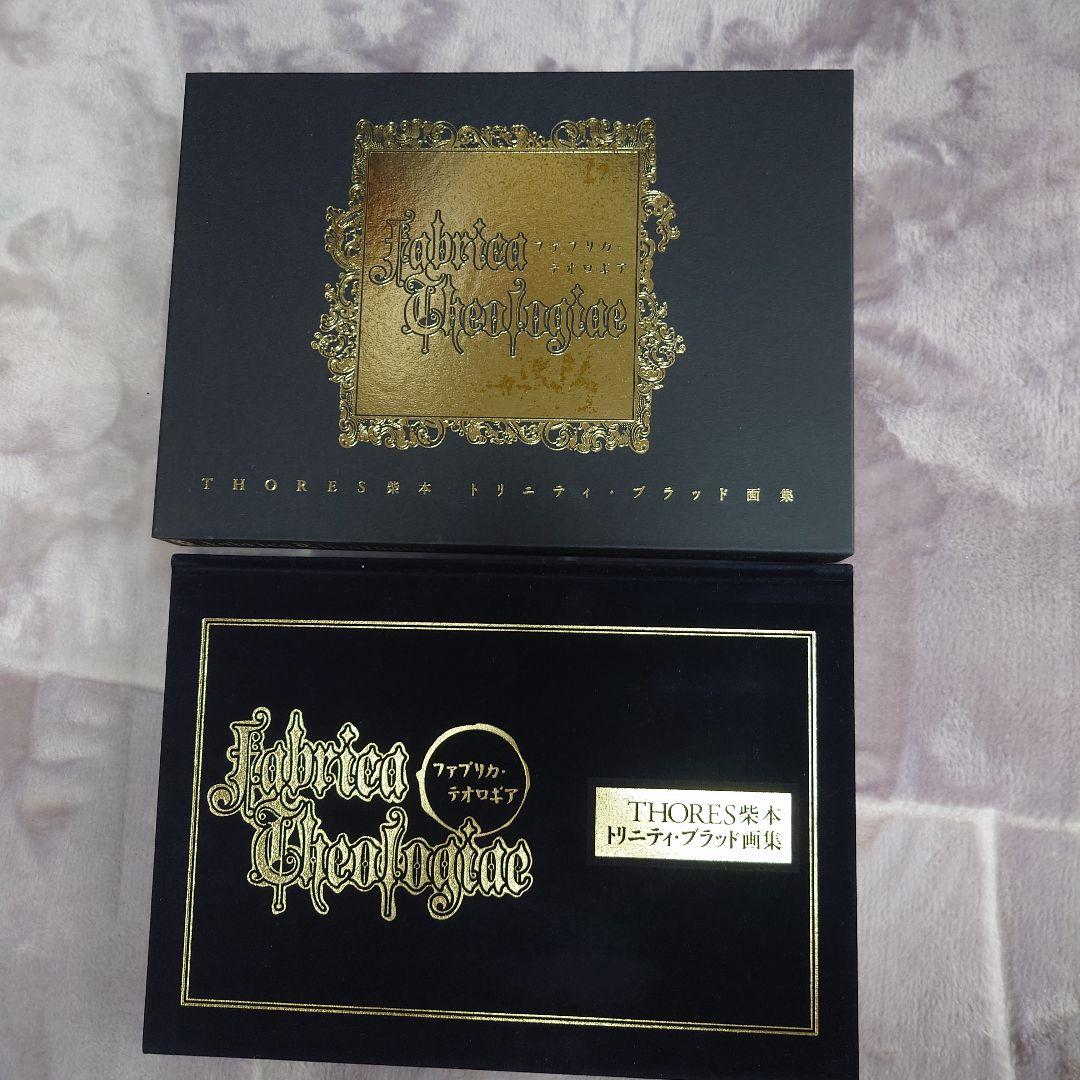 Fabrica
ファブリカ・
テオロギア
Theologiae
THORES柴本 トリニティ・ブラッド画集
Fabrica
ファブリカ・
テオロギア
Theologiae
THORES柴本
トリニティ・ブラッド画集